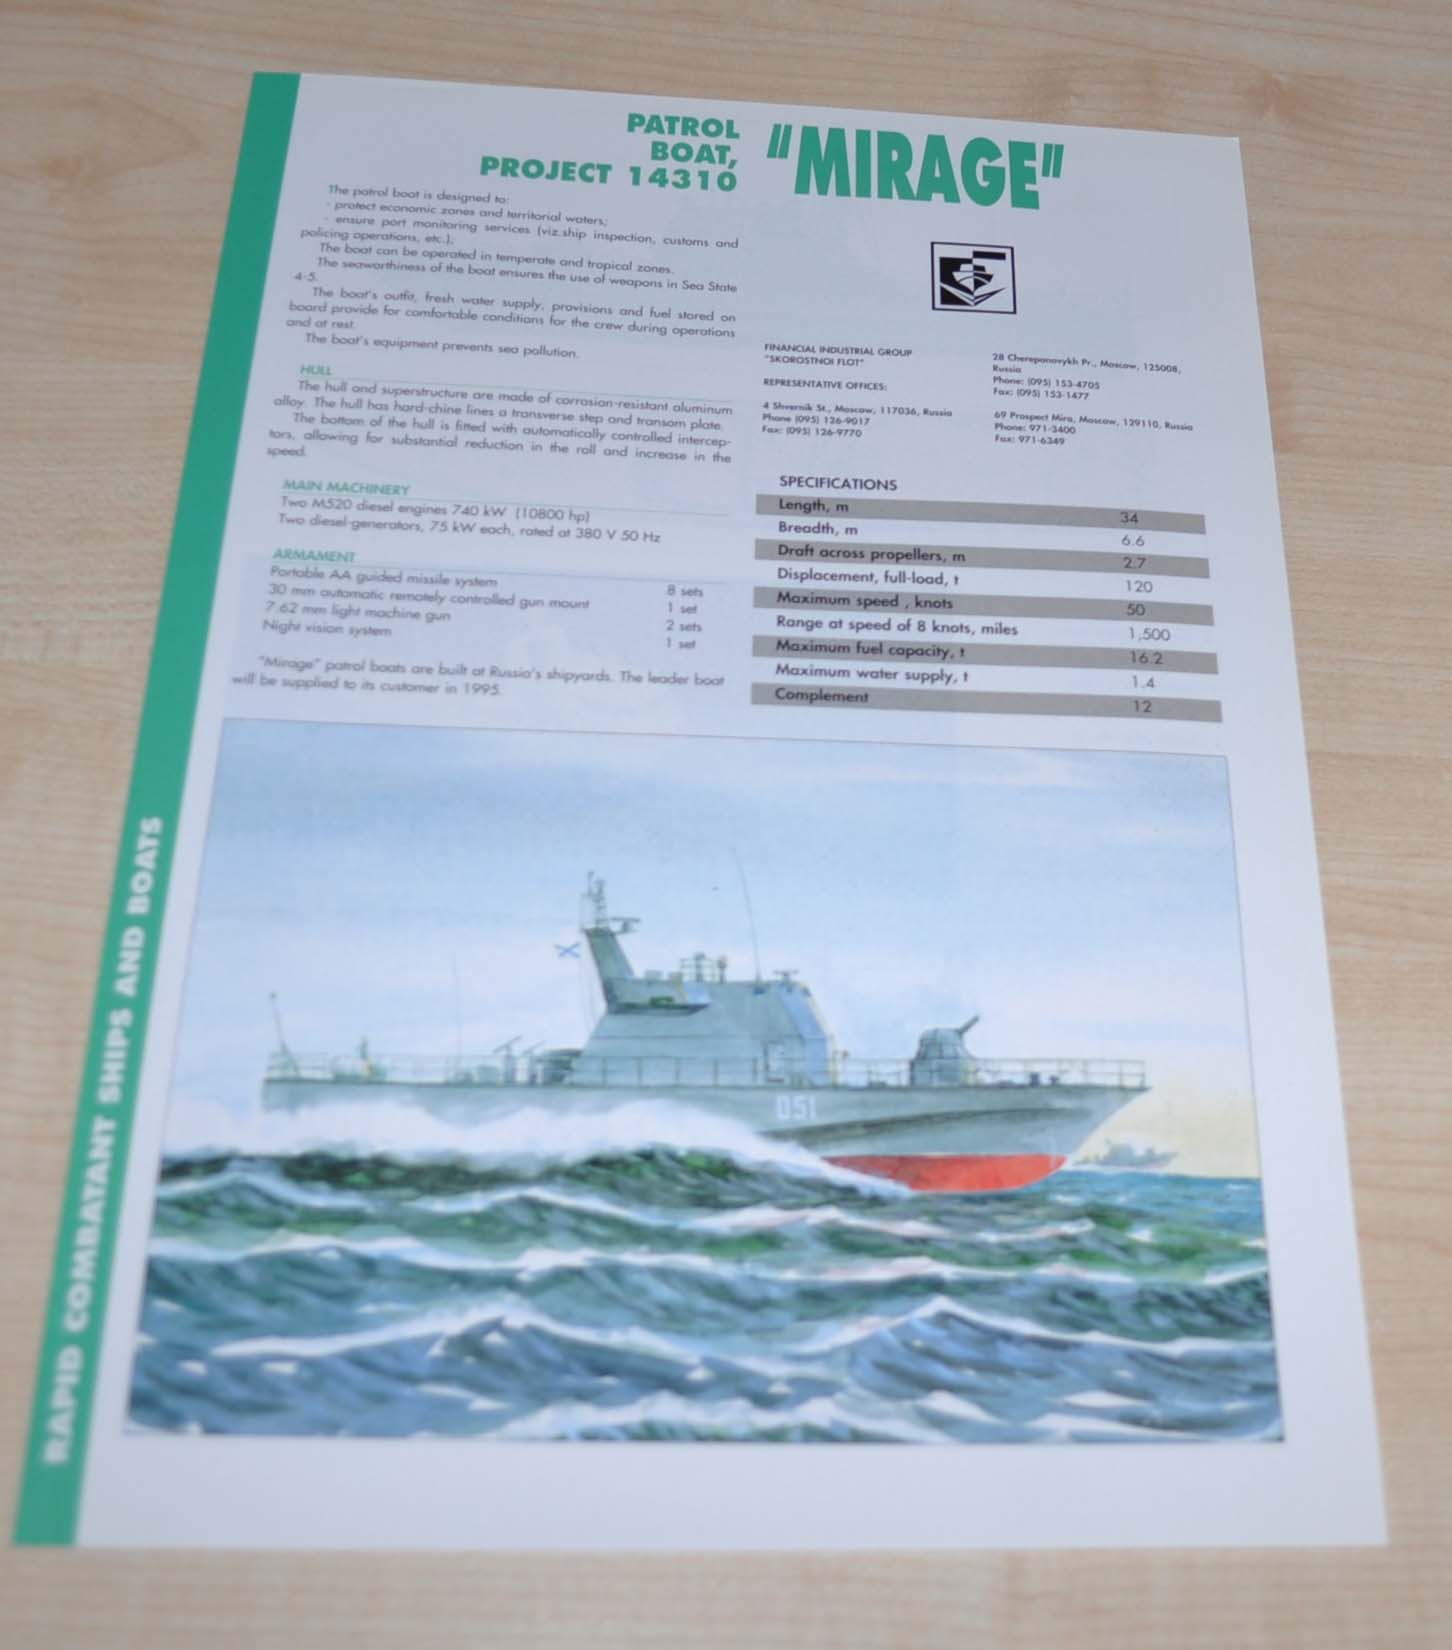 PATROL
BOAT,
PROJECT 14310
"MIRAGE"
The patrol boat is designed to:
- protect economic zones and territorial waters;
- ensure port monitoring services (viz.ship inspection, customs and
policing operations, etc.);
The boat can be operated in temperate and tropical zones.
The seaworthiness of the boat ensures the use of weapons in Sea State
4-5.
The boat's outfit, fresh water supply, provisions and fuel stored on
board provide for comfortable conditions for the crew during operations
and at rest.
The boat's equipment prevents sea pollution.
HULL
The hull and superstructure are made of corrosion-resistant aluminum
alloy. The hull has hard-chine lines a transverse step and transom plate.
The bottom of the hull is fitted with automatically controlled intercep-
tors, allowing for substantial reduction in the roll and increase in the
speed.
MAIN MACHINERY
Two M520 diesel engines 740 kW (10800 hp)
Two diesel-generators, 75 kW each, rated at 380 V 50 Hz
ARMAMENT
Portable AA guided missile system 8 sets
30 mm automatic remotely controlled gun mount 1 set
7.62 mm light machine gun 2 sets
Night vision system 1 set
"Mirage" patrol boats are built at Russia's shipyards. The leader boat
will be supplied to its customer in 1995.
FINANCIAL INDUSTRIAL GROUP
"SKOROSTNOI FLOT"
REPRESENTATIVE OFFICES:
4 Shvernik St., Moscow, 117036, Russia
Phone (095) 126-9017
Fax: (095) 126-9770
28 Cherepanovykh Pr., Moscow, 125008,
Russia
Phone: (095) 153-4705
Fax: (095) 153-1477
69 Prospect Mira, Moscow, 129110, Russia
Phone: 971-3400
Fax: 971-6349
SPECIFICATIONS
Length, m 34
Breadth, m 6.6
Draft across propellers, m 2.7
Displacement, full-load, t 120
Maximum speed , knots 50
Range at speed of 8 knots, miles 1,500
Maximum fuel capacity, t 16.2
Maximum water supply, t 1.4
Complement 12
051
RAPID COMBATANT SHIPS AND BOATS